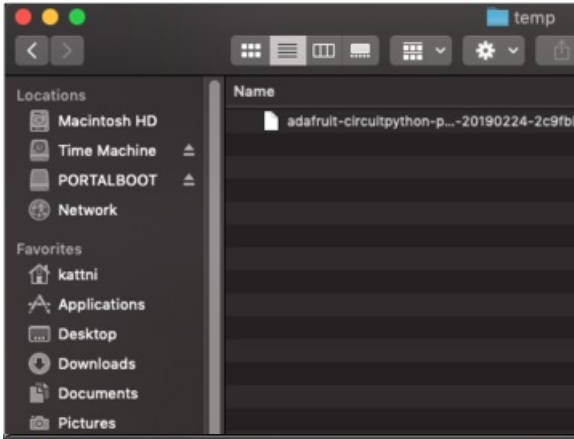 temp
Locations
Macintosh HD
Time Machine
PORTALBOOT
Network
Favorites
kattni
Applications
Desktop
Downloads
Documents
Pictures
Name
adafruit-circuitpython-p...-20190224-2c9fb